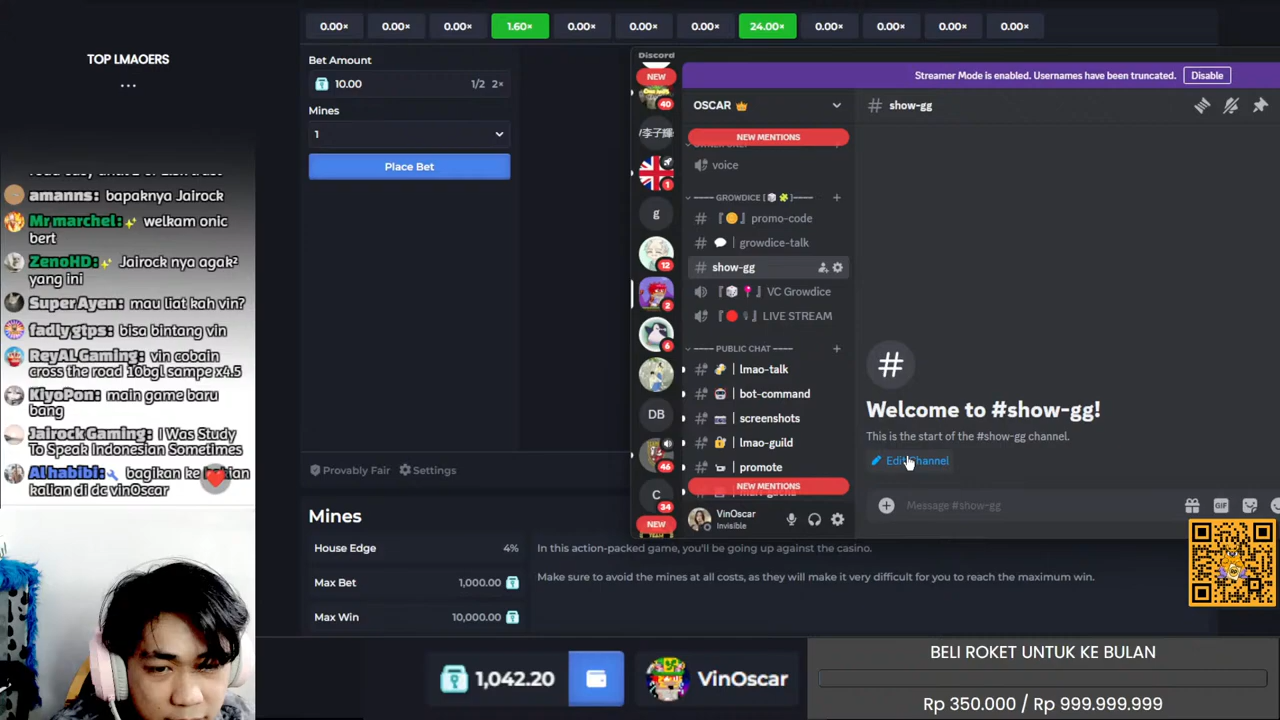 TOP LMAOERS
...
amanns: bapaknya Jairock
Mr marchel: welkam onic
bert
ZenoHD: Jairock nya agak²
yang ini
Super Ayen: mau liat kah vin?
fadly gtps: bisa bintang vin
ReyALGaming: vin cobain
cross the road 10bgl sampe x4.5
KiyoPon: main game baru
bang
JairockGaming: I Was Study
To Speak Indonesian Sometimes
Al habibi: bagikan ke
kalian di dc vinOscar
0.00×
0.00×
0.00×
1.60×
0.00×
0.00×
0.00×
24.00×
0.00×
0.00×
0.00×
0.00×
Bet Amount
10.00
1/2 2×
Mines
1
Place Bet
Provably Fair
Settings
Mines
House Edge 4%
Max Bet 1,000.00
Max Win 10,000.00
In this action-packed game, you'll be going up against the casino.
Make sure to avoid the mines at all costs, as they will make it very difficult for you to reach the maximum win.
Discord
NEW
40
/李子輝
1
g
12
2
6
DB
46
C
34
NEW
Streamer Mode is enabled. Usernames have been truncated.
Disable
OSCAR
NEW MENTIONS
voice
---- GROWDICE [ ]----
『 』 promo-code
| growdice-talk
show-gg
『 』 VC Growdice
『 』 LIVE STREAM
---- PUBLIC CHAT ----
| lmao-talk
| bot-command
| screenshots
| lmao-guild
| promote
NEW MENTIONS
VinOscar
Invisible
# show-gg
Welcome to #show-gg!
This is the start of the #show-gg channel.
Edit Channel
Message #show-gg
GIF
1,042.20
VinOscar
BELI ROKET UNTUK KE BULAN
Rp 350.000 / Rp 999.999.999